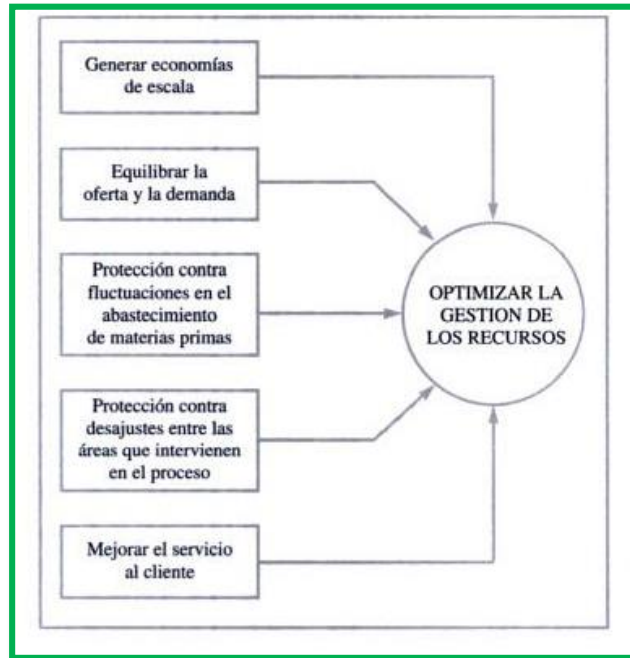 Generar economías
de escala
Equilibrar la
oferta y la demanda
Protección contra
fluctuaciones en el
abastecimiento
de materias primas
OPTIMIZAR LA
GESTION DE
LOS RECURSOS
Protección contra
desajustes entre las
áreas que intervienen
en el proceso
Mejorar el servicio
al cliente